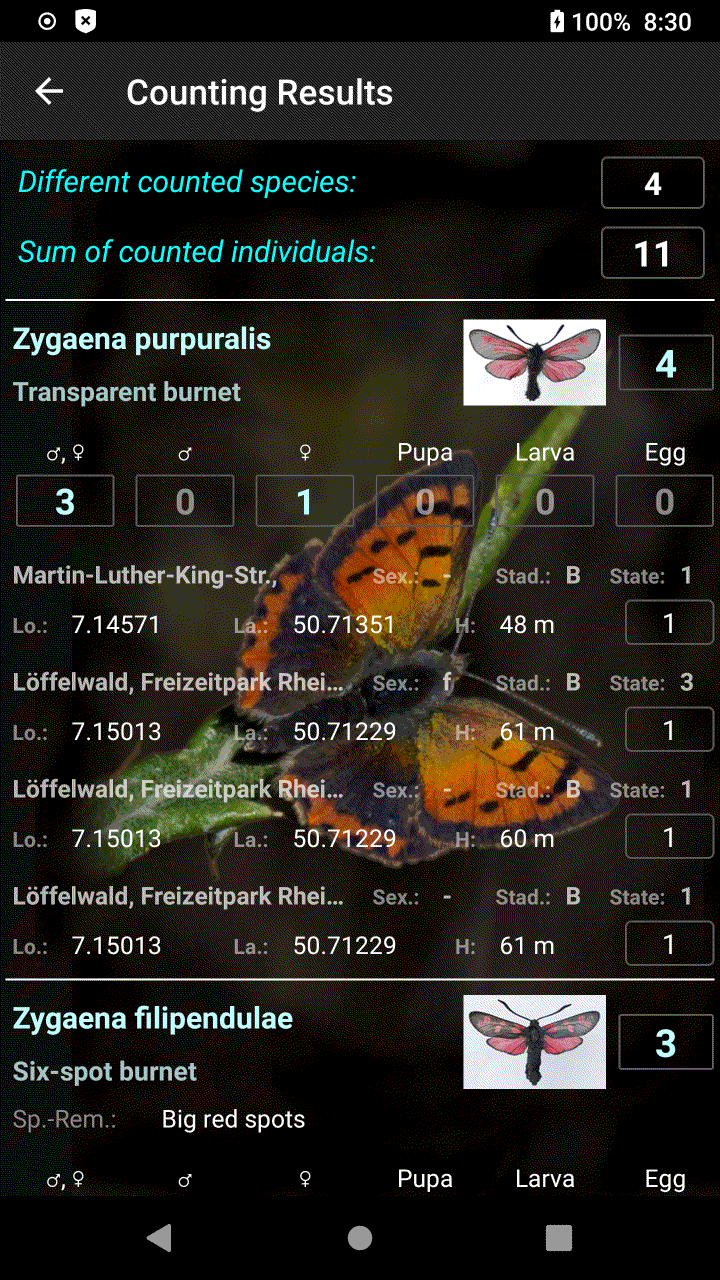 100% 8:30
Counting Results
Different counted species: 4
Sum of counted individuals: 11
Zygaena purpuralis 4
Transparent burnet
♂, ♀ ♂ ♀ Pupa Larva Egg
3 0 1 0 0 0
Martin-Luther-King-Str., Sex.: - Stad.: B State: 1
Lo.: 7.14571 La.: 50.71351 H: 48 m 1
Löffelwald, Freizeitpark Rhei... Sex.: f Stad.: B State: 3
Lo.: 7.15013 La.: 50.71229 H: 61 m 1
Löffelwald, Freizeitpark Rhei... Sex.: - Stad.: B State: 1
Lo.: 7.15013 La.: 50.71229 H: 60 m 1
Löffelwald, Freizeitpark Rhei... Sex.: - Stad.: B State: 1
Lo.: 7.15013 La.: 50.71229 H: 61 m 1
Zygaena filipendulae 3
Six-spot burnet
Sp.-Rem.: Big red spots
♂, ♀ ♂ ♀ Pupa Larva Egg